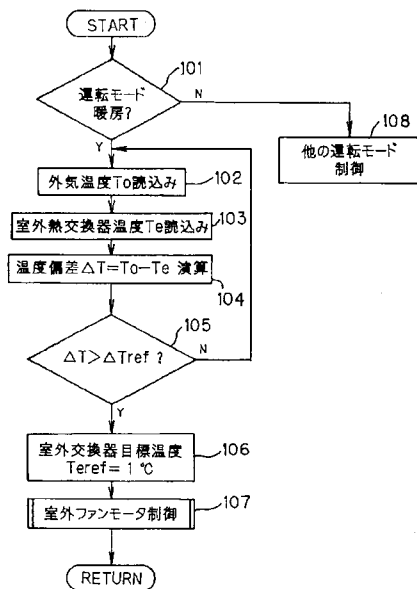 START
101
運転モード
暖房?
N
Y
108
他の運転モード
制御
外気温度To読込み
102
103
室外熱交換器温度Te読込み
温度偏差△T=To-Te 演算
104
105
△T>△Tref ?
N
Y
室外交換器目標温度
Teref= 1 ℃
106
室外ファンモータ制御
107
RETURN